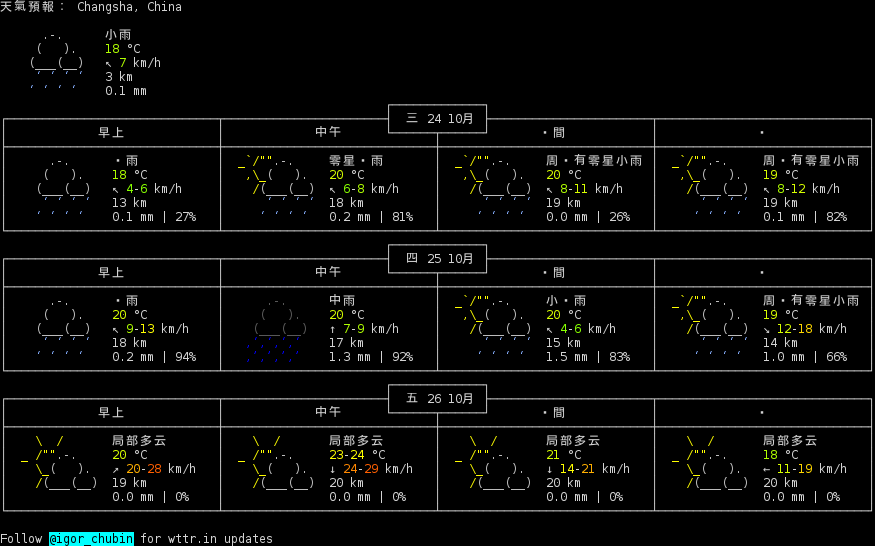 天氣預報： Changsha, China
小雨
18 °C
↖ 7 km/h
3 km
0.1 mm
三 24 10月
早上 中午 ·間 ·
·雨 零星·雨 周·有零星小雨 周·有零星小雨
18 °C 20 °C 20 °C 19 °C
↖ 4-6 km/h ↖ 6-8 km/h ↖ 8-11 km/h ↖ 8-12 km/h
13 km 18 km 19 km 19 km
0.1 mm | 27% 0.2 mm | 81% 0.0 mm | 26% 0.1 mm | 82%
四 25 10月
早上 中午 ·間 ·
·雨 中雨 小·雨 周·有零星小雨
20 °C 20 °C 20 °C 19 °C
↖ 9-13 km/h ↑ 7-9 km/h ↖ 4-6 km/h ↘ 12-18 km/h
18 km 17 km 15 km 14 km
0.2 mm | 94% 1.3 mm | 92% 1.5 mm | 83% 1.0 mm | 66%
五 26 10月
早上 中午 ·間 ·
局部多云 局部多云 局部多云 局部多云
20 °C 23-24 °C 21 °C 18 °C
↗ 20-28 km/h ↓ 24-29 km/h ↓ 14-21 km/h ← 11-19 km/h
19 km 20 km 20 km 20 km
0.0 mm | 0% 0.0 mm | 0% 0.0 mm | 0% 0.0 mm | 0%
Follow @igor_chubin for wttr.in updates